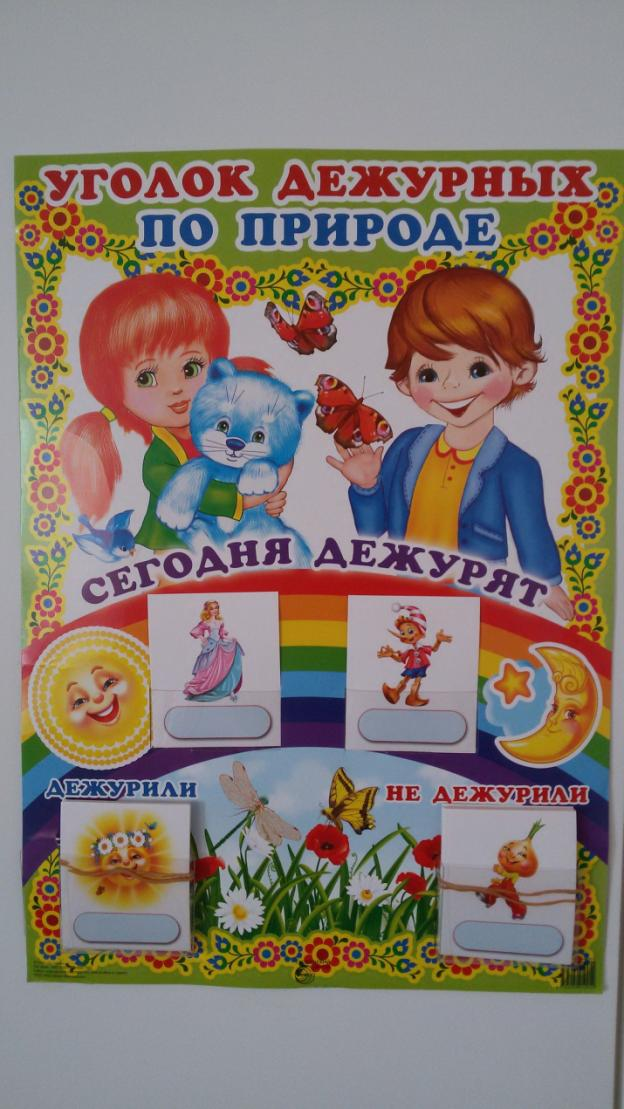 УГОЛОК ДЕЖУРНЫХ
ПО ПРИРОДЕ
СЕГОДНЯ ДЕЖУРЯТ
ДЕЖУРИЛИ
НЕ ДЕЖУРИЛИ